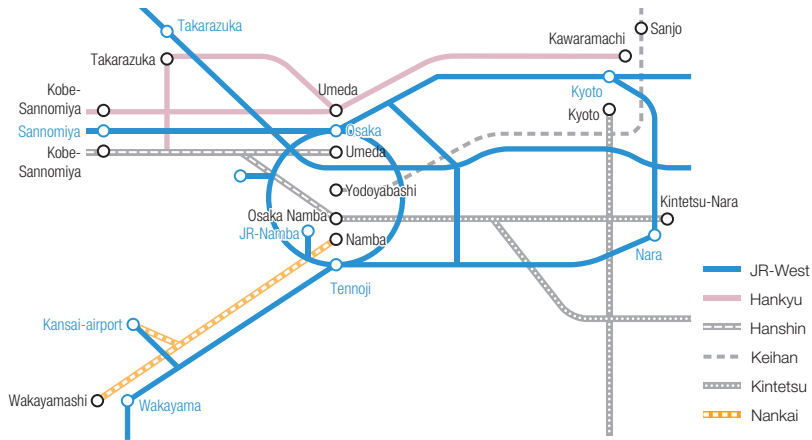 Takarazuka
Sanjo
Kawaramachi
Takarazuka
Kobe-
Sannomiya
Umeda
Kyoto
Kyoto
Sannomiya
Osaka
Kobe-
Sannomiya
Umeda
Yodoyabashi
Kintetsu-Nara
Osaka Namba
JR-Namba
Namba
Nara
Tennoji
Kansai-airport
Wakayamashi
Wakayama
JR-West
Hankyu
Hanshin
Keihan
Kintetsu
Nankai